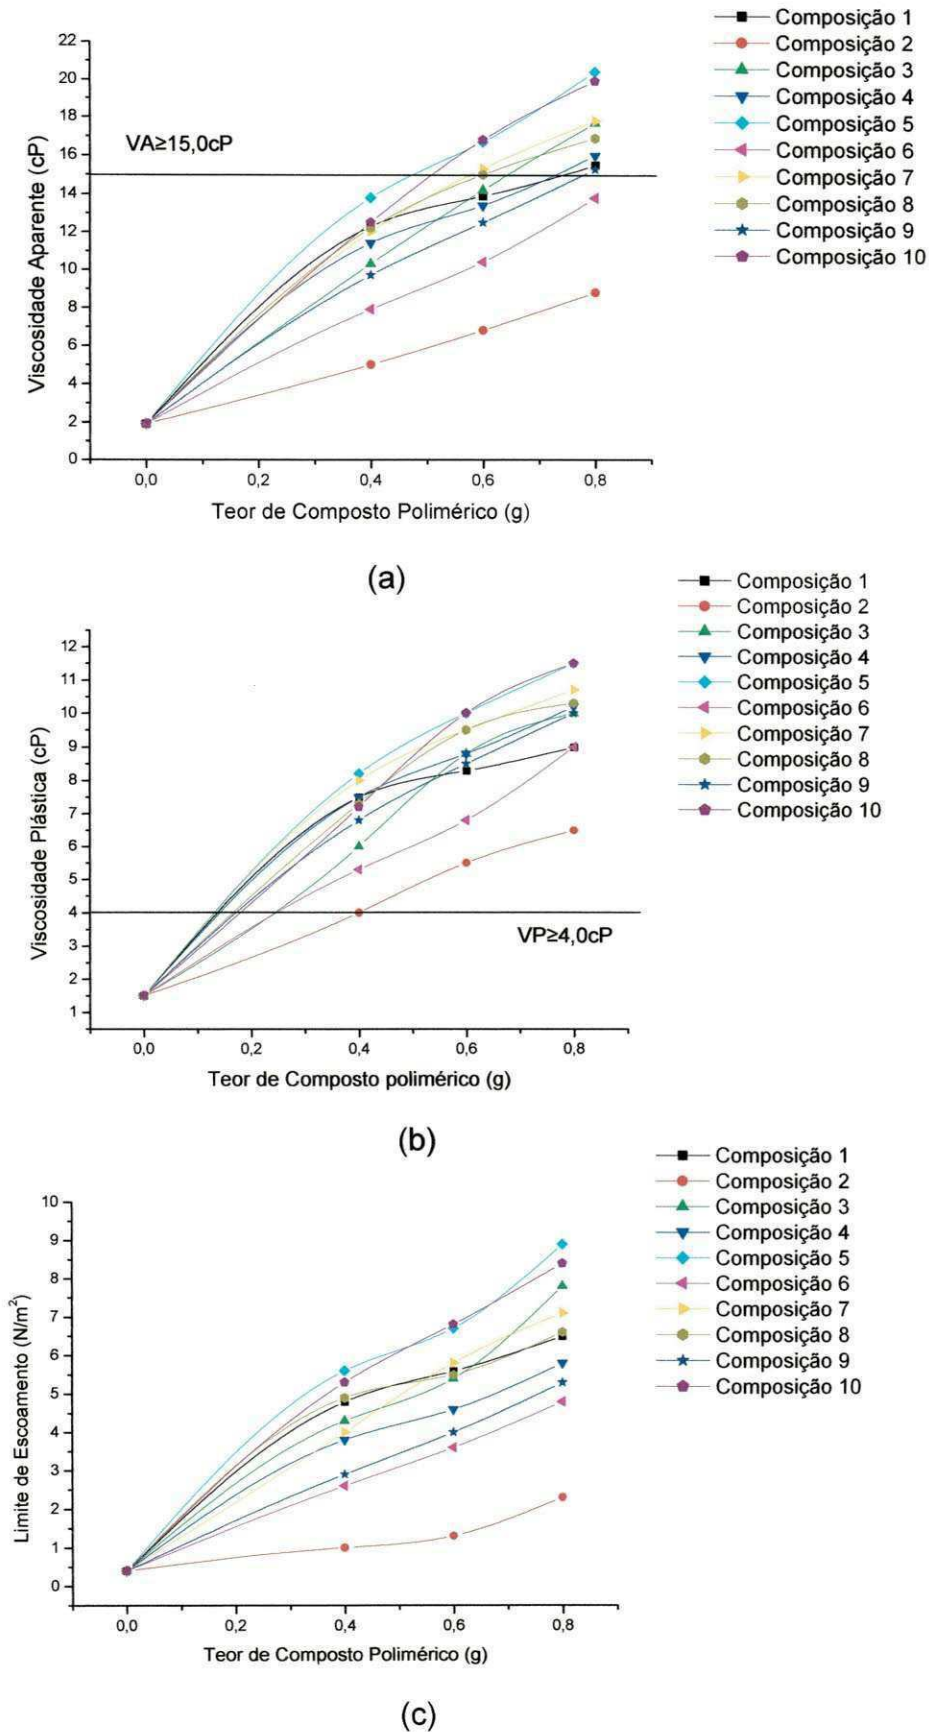 Composição 1
Composição 2
Composição 3
Composição 4
Composição 5
Composição 6
Composição 7
Composição 8
Composição 9
Composição 10
22
20
18
16
14
12
10
8
6
4
2
0
Viscosidade Aparente (cP)
VA≥15,0cP
0,0
0,2
0,4
0,6
0,8
Teor de Composto Polimérico (g)
(a)
Composição 1
Composição 2
Composição 3
Composição 4
Composição 5
Composição 6
Composição 7
Composição 8
Composição 9
Composição 10
12
11
10
9
8
7
6
5
4
3
2
1
Viscosidade Plástica (cP)
VP≥4,0cP
0,0
0,2
0,4
0,6
0,8
Teor de Composto polimérico (g)
(b)
Composição 1
Composição 2
Composição 3
Composição 4
Composição 5
Composição 6
Composição 7
Composição 8
Composição 9
Composição 10
10
9
8
7
6
5
4
3
2
1
0
Limite de Escoamento (N/m²)
0,0
0,2
0,4
0,6
0,8
Teor de Composto Polimérico (g)
(c)